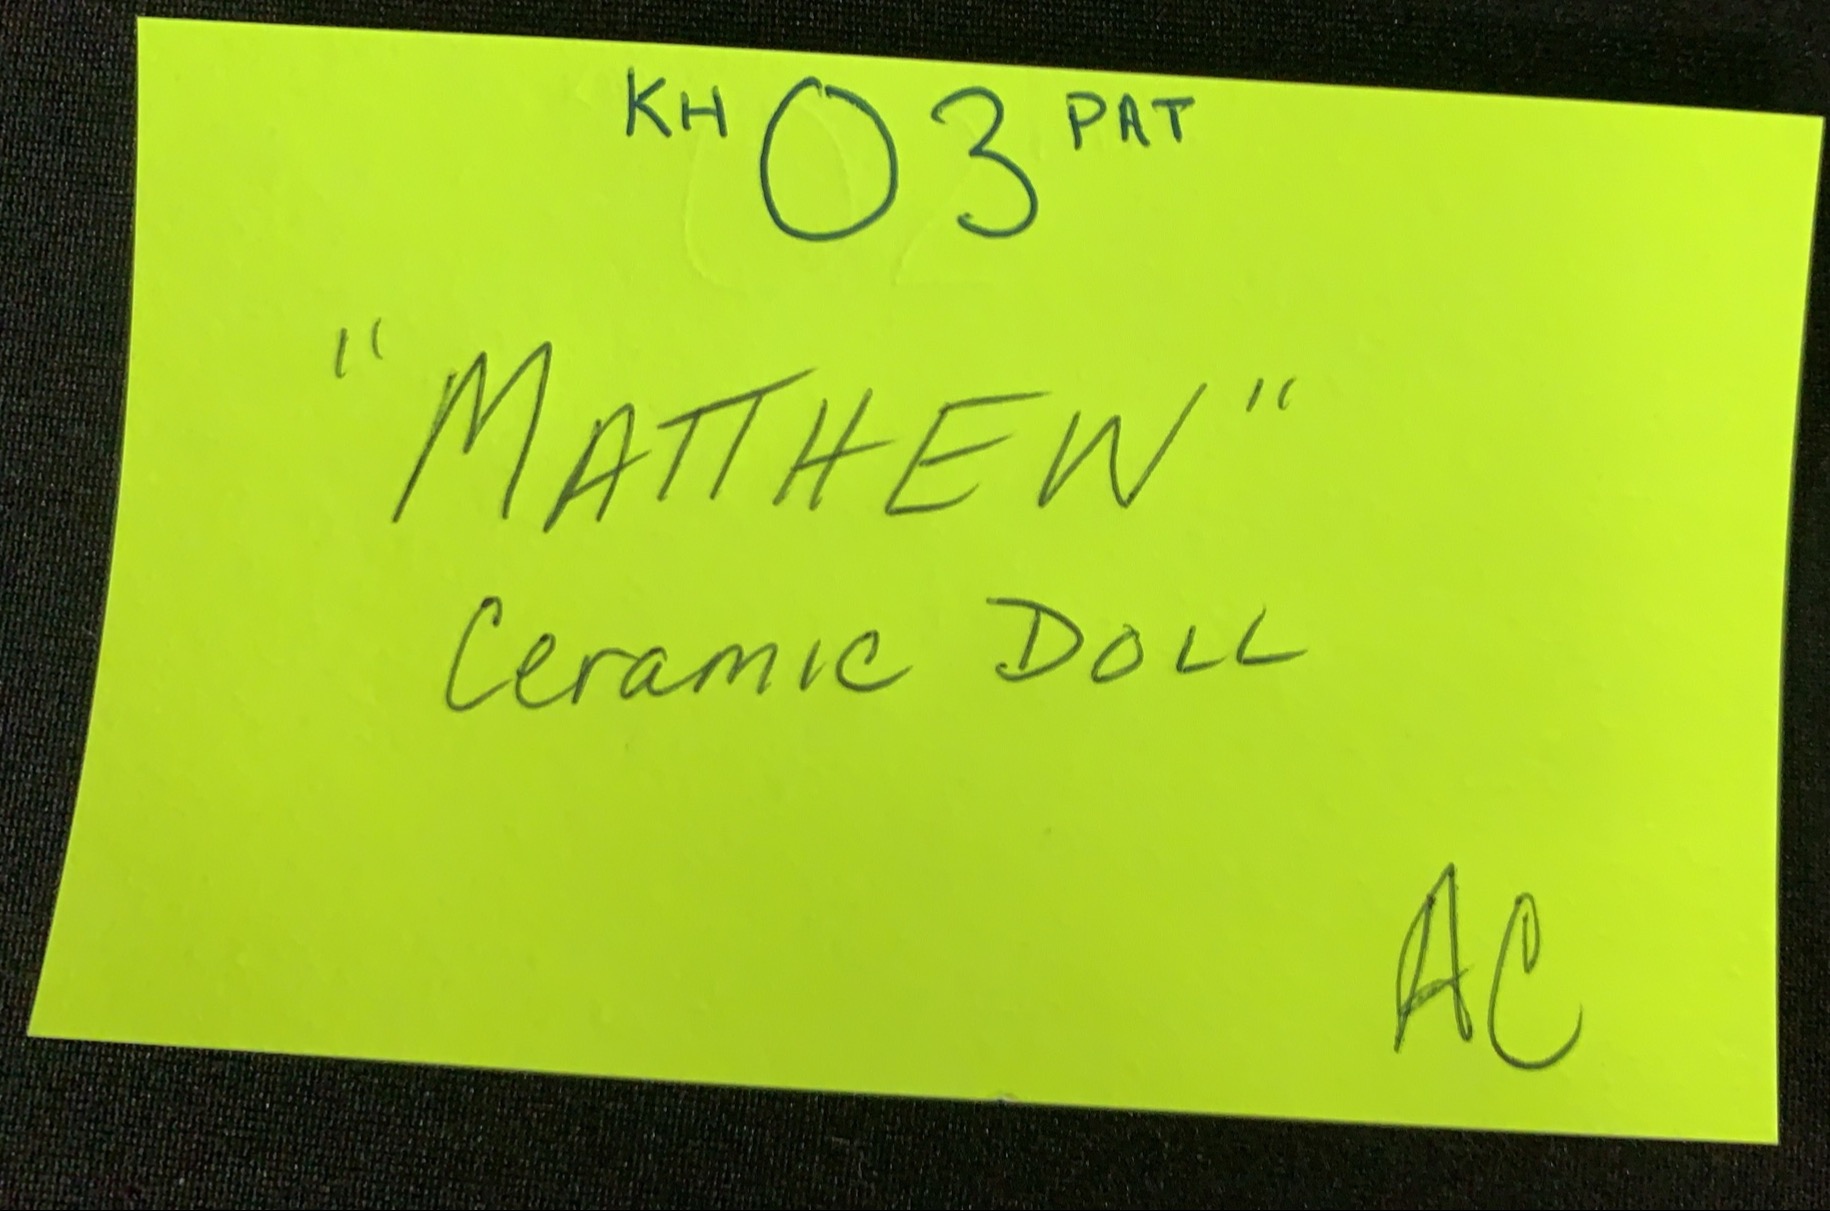 KH 03 PAT
"MATTHEW"
Ceramic DOLL
AC